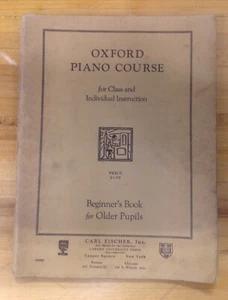 OXFORD
PIANO COURSE
for Class and
Individual Instruction
PRICE
Beginner's Book
for Older Pupils
CARL FISCHER, Inc.
Cooper Square New York
Boston Chicago